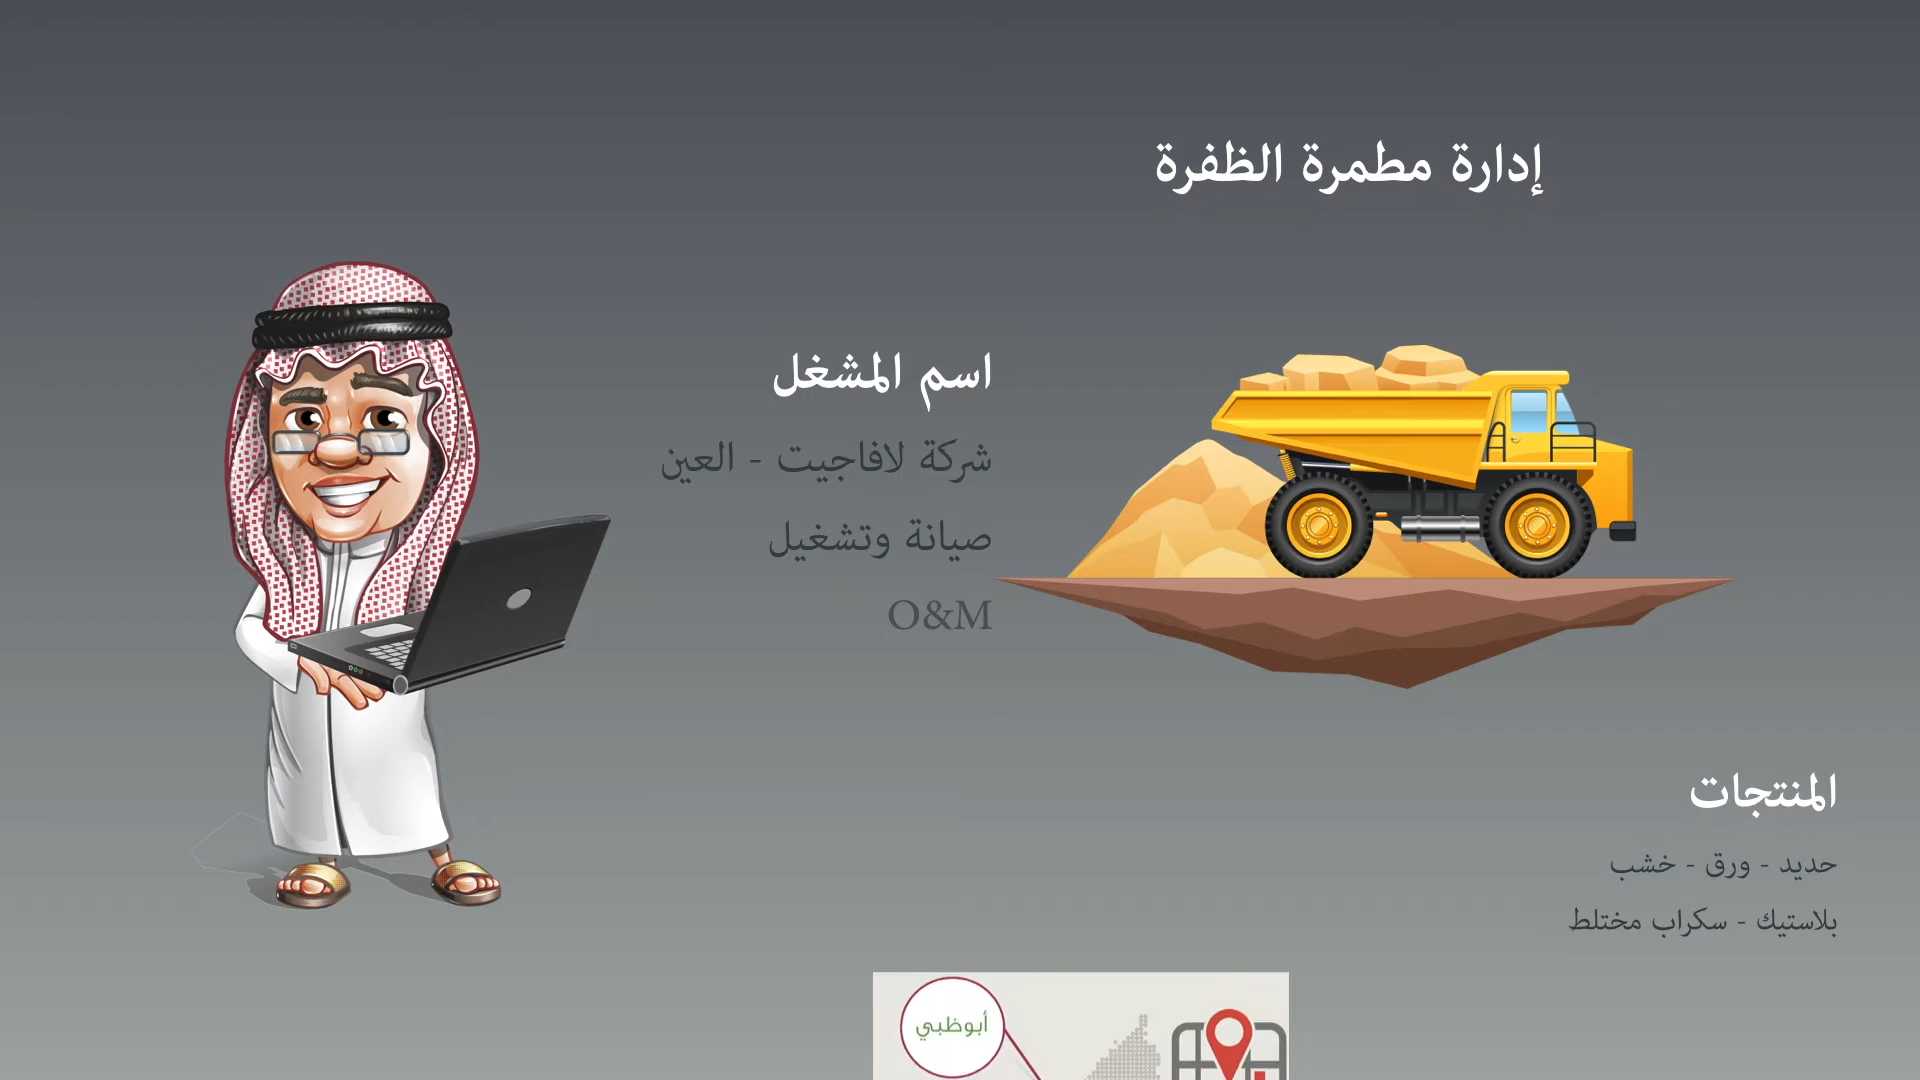 إدارة مطمرة الظفرة
اسم المشغل
شركة لافاجيت - العين
صيانة وتشغيل
O&M
المنتجات
حديد - ورق - خشب
بلاستيك - سكراب مختلط
أبوظبي